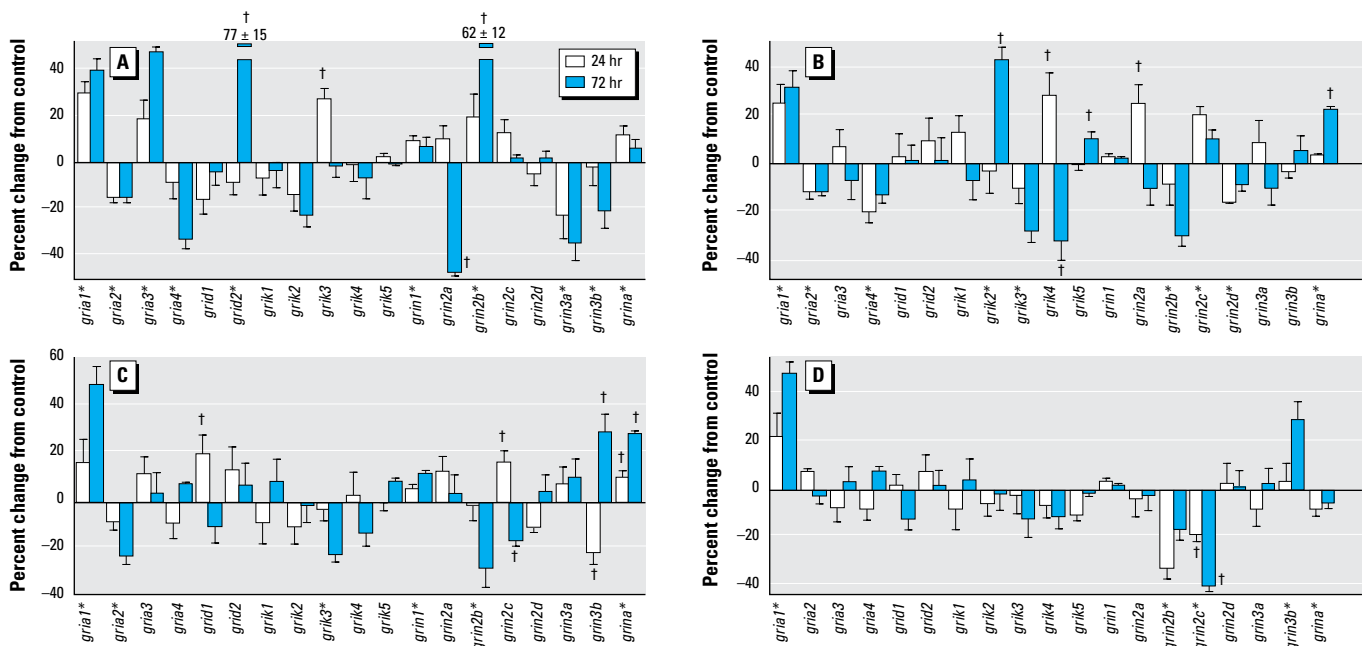 Percent change from control
40
20
0
–20
–40
A
†
77 ± 15
†
†
62 ± 12
†
24 hr
72 hr
gria1*
gria2*
gria3*
gria4*
grid1
grid2*
grik1
grik2
grik3
grik4
grik5
grin1*
grin2a
grin2b*
grin2c
grin2d
grin3a*
grin3b*
grina*
Percent change from control
40
20
0
–20
–40
B
†
†
†
†
†
†
gria1*
gria2*
gria3
gria4*
grid1
grid2
grik1
grik2*
grik3*
grik4
grik5
grin1
grin2a
grin2b*
grin2c*
grin2d*
grin3a
grin3b
grina*
Percent change from control
60
40
20
0
–20
–40
C
†
†
†
†
†
†
†
gria1*
gria2*
gria3
gria4
grid1
grid2
grik1
grik2
grik3*
grik4
grik5
grin1*
grin2a
grin2b*
grin2c
grin2d
grin3a
grin3b
grina*
Percent change from control
40
20
0
–20
–40
D
†
†
gria1*
gria2
gria3
gria4
grid1
grid2
grik1
grik2
grik3
grik4
grik5
grin1
grin2a
grin2b*
grin2c*
grin2d
grin3a
grin3b*
grina*